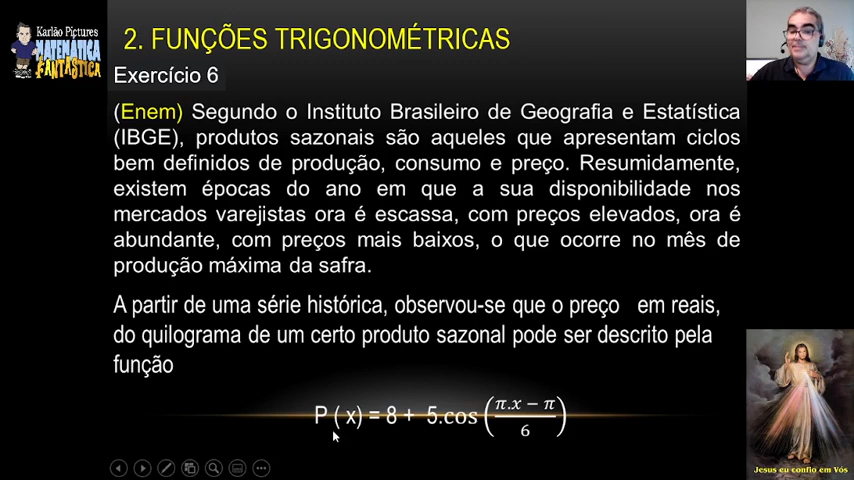 Karlão Pictures
MATEMÁTICA
FANTÁSTICA
2. FUNÇÕES TRIGONOMÉTRICAS
Exercício 6
(Enem) Segundo o Instituto Brasileiro de Geografia e Estatística
(IBGE), produtos sazonais são aqueles que apresentam ciclos
bem definidos de produção, consumo e preço. Resumidamente,
existem épocas do ano em que a sua disponibilidade nos
mercados varejistas ora é escassa, com preços elevados, ora é
abundante, com preços mais baixos, o que ocorre no mês de
produção máxima da safra.
A partir de uma série histórica, observou-se que o preço em reais,
do quilograma de um certo produto sazonal pode ser descrito pela
função
P ( x) = 8 + 5.cos((π.x − π)/6)
Jesus eu confio em Vós